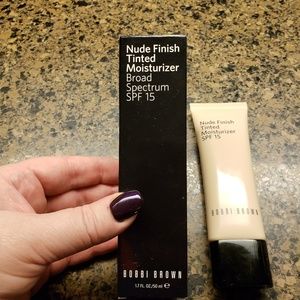 Nude Finish
Tinted
Moisturizer
Broad
Spectrum
SPF 15
BOBBI BROWN
1.7 FL. OZ/50 ml ℮
Nude Finish
Tinted
Moisturizer
SPF 15
BOBBI BROWN